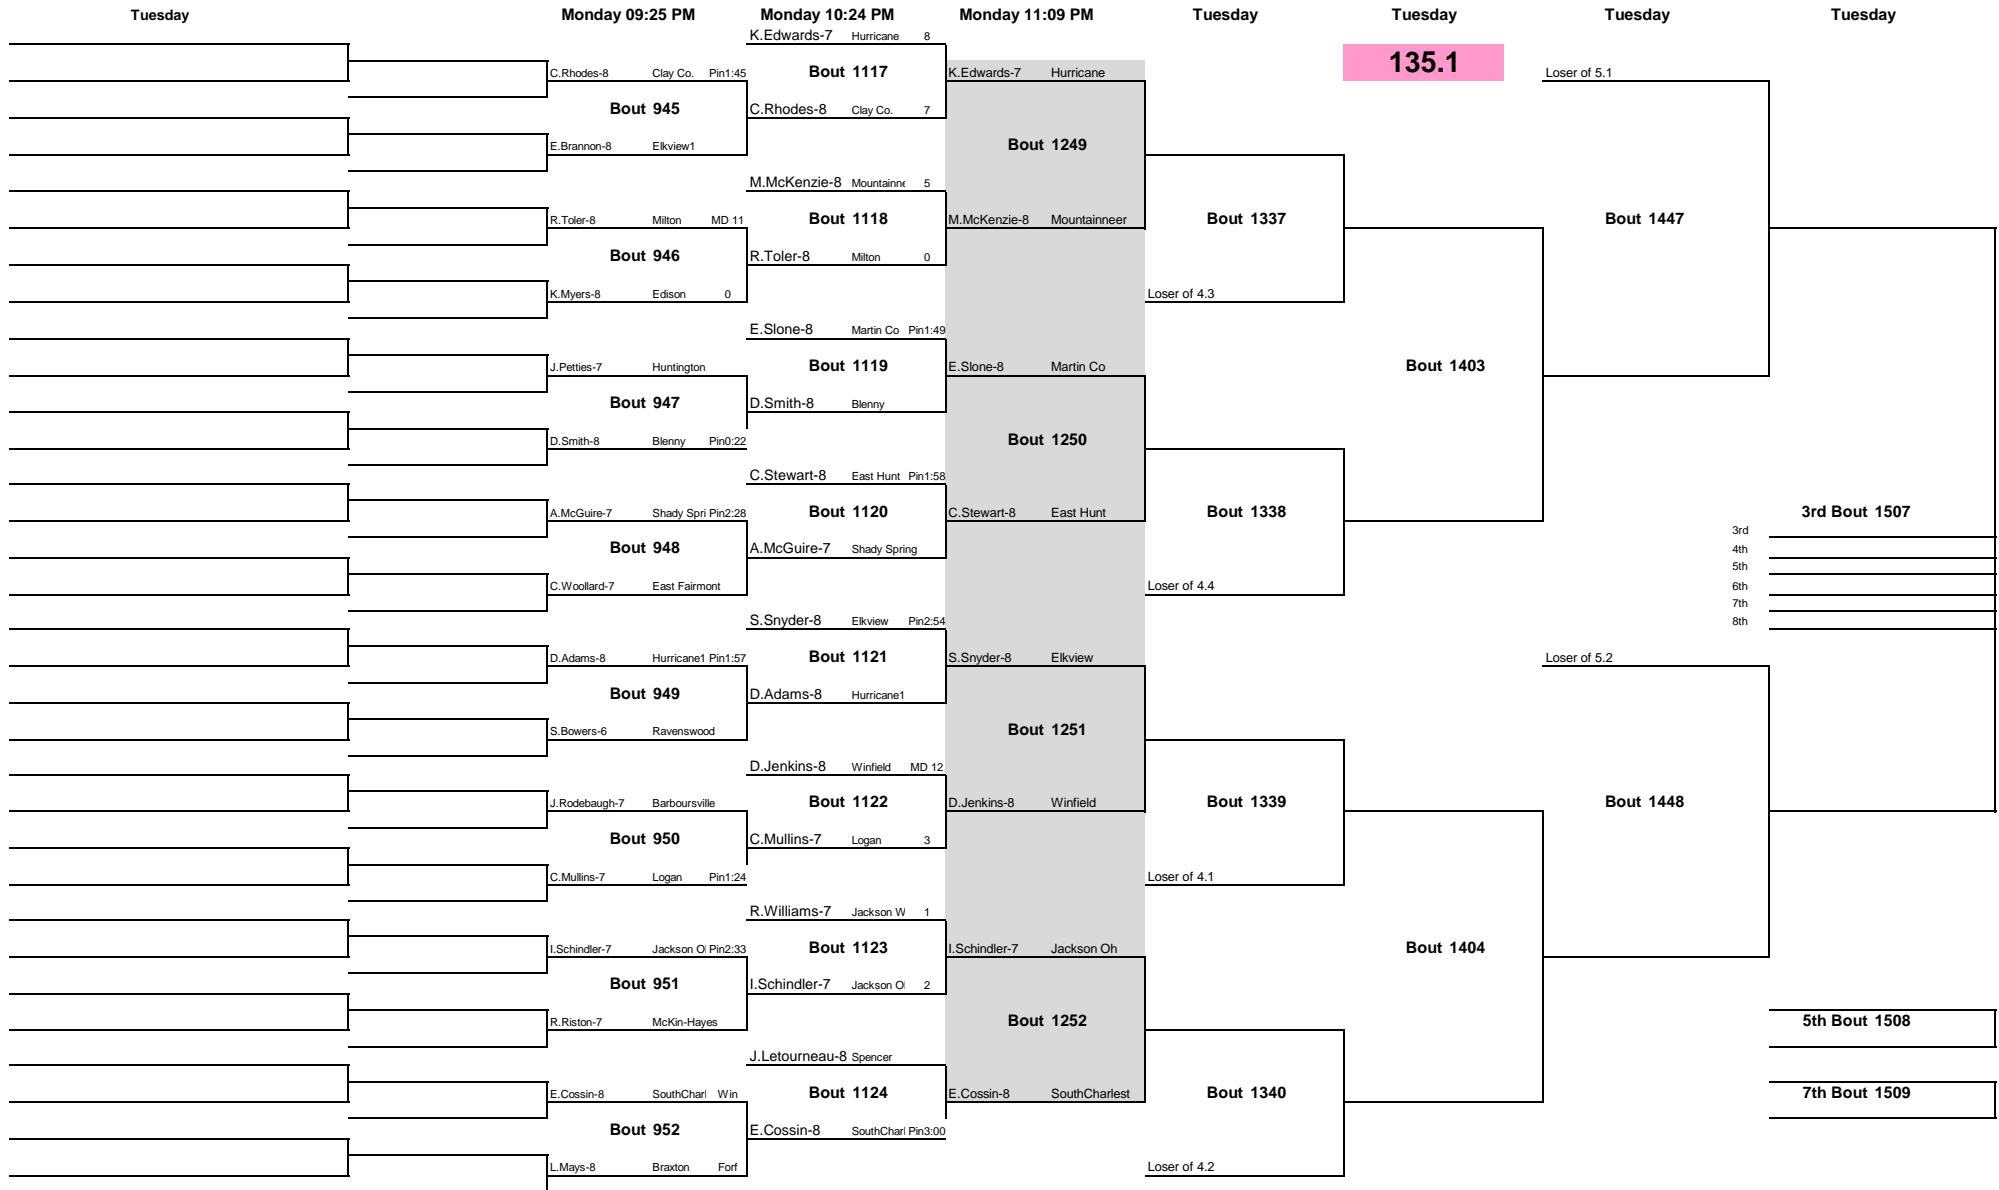 Tuesday Monday 09:25 PM Monday 10:24 PM Monday 11:09 PM Tuesday Tuesday Tuesday Tuesday
K.Edwards-7 Hurricane 8
135.1
C.Rhodes-8 Clay Co. Pin1:45 Bout 1117 K.Edwards-7 Hurricane Loser of 5.1
Bout 945 C.Rhodes-8 Clay Co. 7
E.Brannon-8 Elkview1 Bout 1249
M.McKenzie-8 Mountainne 5
R.Toler-8 Milton MD 11 Bout 1118 M.McKenzie-8 Mountainneer Bout 1337 Bout 1447
Bout 946 R.Toler-8 Milton 0
K.Myers-8 Edison 0 Loser of 4.3
E.Slone-8 Martin Co Pin1:49
J.Petties-7 Huntington Bout 1119 E.Slone-8 Martin Co Bout 1403
Bout 947 D.Smith-8 Blenny
D.Smith-8 Blenny Pin0:22 Bout 1250
C.Stewart-8 East Hunt Pin1:58
A.McGuire-7 Shady Spri Pin2:28 Bout 1120 C.Stewart-8 East Hunt Bout 1338 3rd Bout 1507
3rd
Bout 948 A.McGuire-7 Shady Spring 4th
5th
C.Woollard-7 East Fairmont Loser of 4.4 6th
7th
S.Snyder-8 Elkview Pin2:54 8th
D.Adams-8 Hurricane1 Pin1:57 Bout 1121 S.Snyder-8 Elkview Loser of 5.2
Bout 949 D.Adams-8 Hurricane1
S.Bowers-6 Ravenswood Bout 1251
D.Jenkins-8 Winfield MD 12
J.Rodebaugh-7 Barboursville Bout 1122 D.Jenkins-8 Winfield Bout 1339 Bout 1448
Bout 950 C.Mullins-7 Logan 3
C.Mullins-7 Logan Pin1:24 Loser of 4.1
R.Williams-7 Jackson W 1
I.Schindler-7 Jackson O Pin2:33 Bout 1123 I.Schindler-7 Jackson Oh Bout 1404
Bout 951 I.Schindler-7 Jackson O 2
R.Riston-7 McKin-Hayes Bout 1252 5th Bout 1508
J.Letourneau-8 Spencer
E.Cossin-8 SouthCharl Win Bout 1124 E.Cossin-8 SouthCharlest Bout 1340 7th Bout 1509
Bout 952 E.Cossin-8 SouthCharl Pin3:00
L.Mays-8 Braxton Forf Loser of 4.2